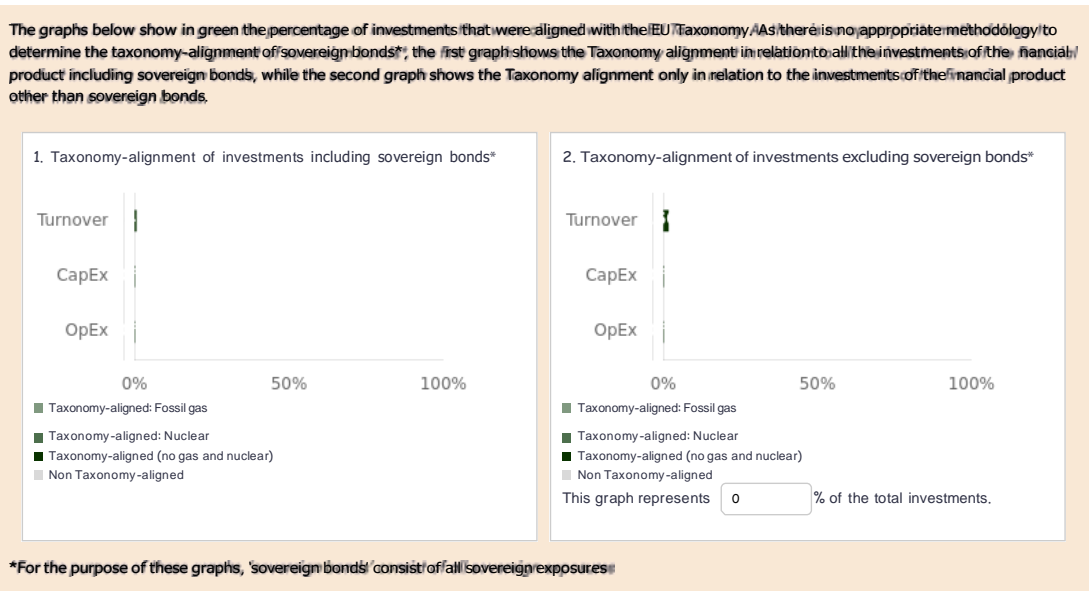 The graphs below show in green the percentage of investments that were aligned with the EU Taxonomy. As there is no appropriate methodology to
determine the taxonomy-alignment of sovereign bonds*, the first graph shows the Taxonomy alignment in relation to all the investments of the financial
product including sovereign bonds, while the second graph shows the Taxonomy alignment only in relation to the investments of the financial product
other than sovereign bonds.
1. Taxonomy-alignment of investments including sovereign bonds*
Turnover
CapEx
OpEx
0% 50% 100%
Taxonomy-aligned: Fossil gas
Taxonomy-aligned: Nuclear
Taxonomy-aligned (no gas and nuclear)
Non Taxonomy-aligned
2. Taxonomy-alignment of investments excluding sovereign bonds*
Turnover
CapEx
OpEx
0% 50% 100%
Taxonomy-aligned: Fossil gas
Taxonomy-aligned: Nuclear
Taxonomy-aligned (no gas and nuclear)
Non Taxonomy-aligned
This graph represents 0 % of the total investments.
*For the purpose of these graphs, 'sovereign bonds' consist of all sovereign exposures